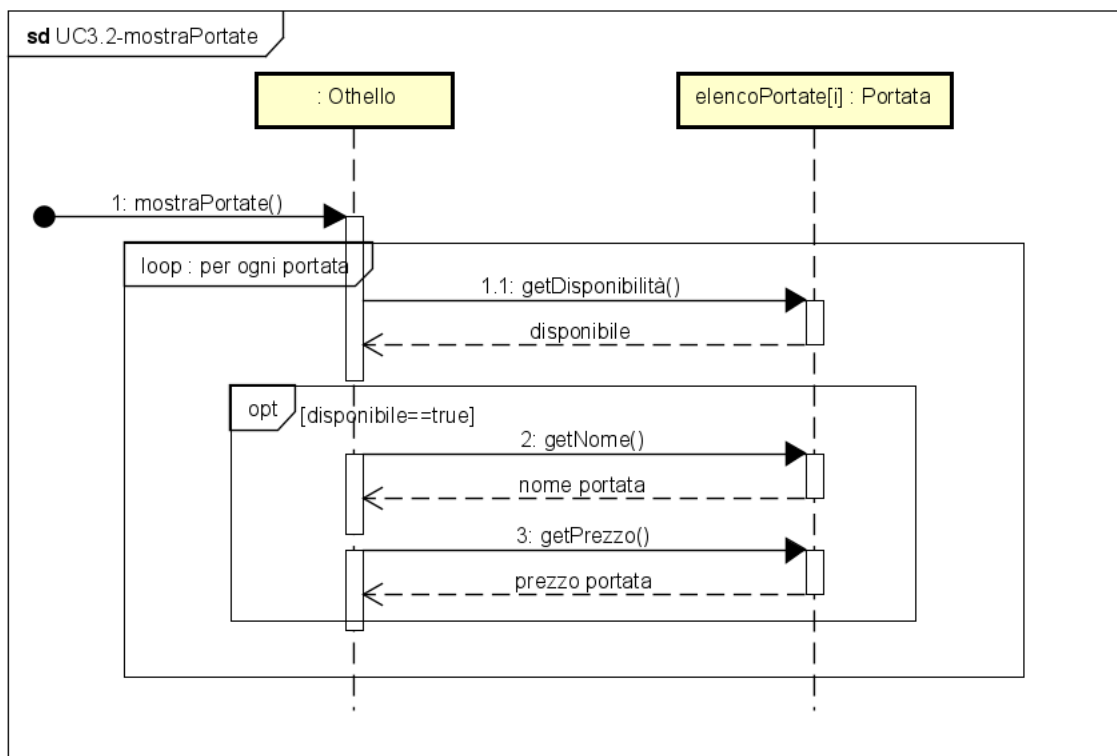 sd UC3.2-mostraPortate
: Othello
elencoPortate[i] : Portata
1: mostraPortate()
loop : per ogni portata
1.1: getDisponibilità()
disponibile
opt
[disponibile==true]
2: getNome()
nome portata
3: getPrezzo()
prezzo portata